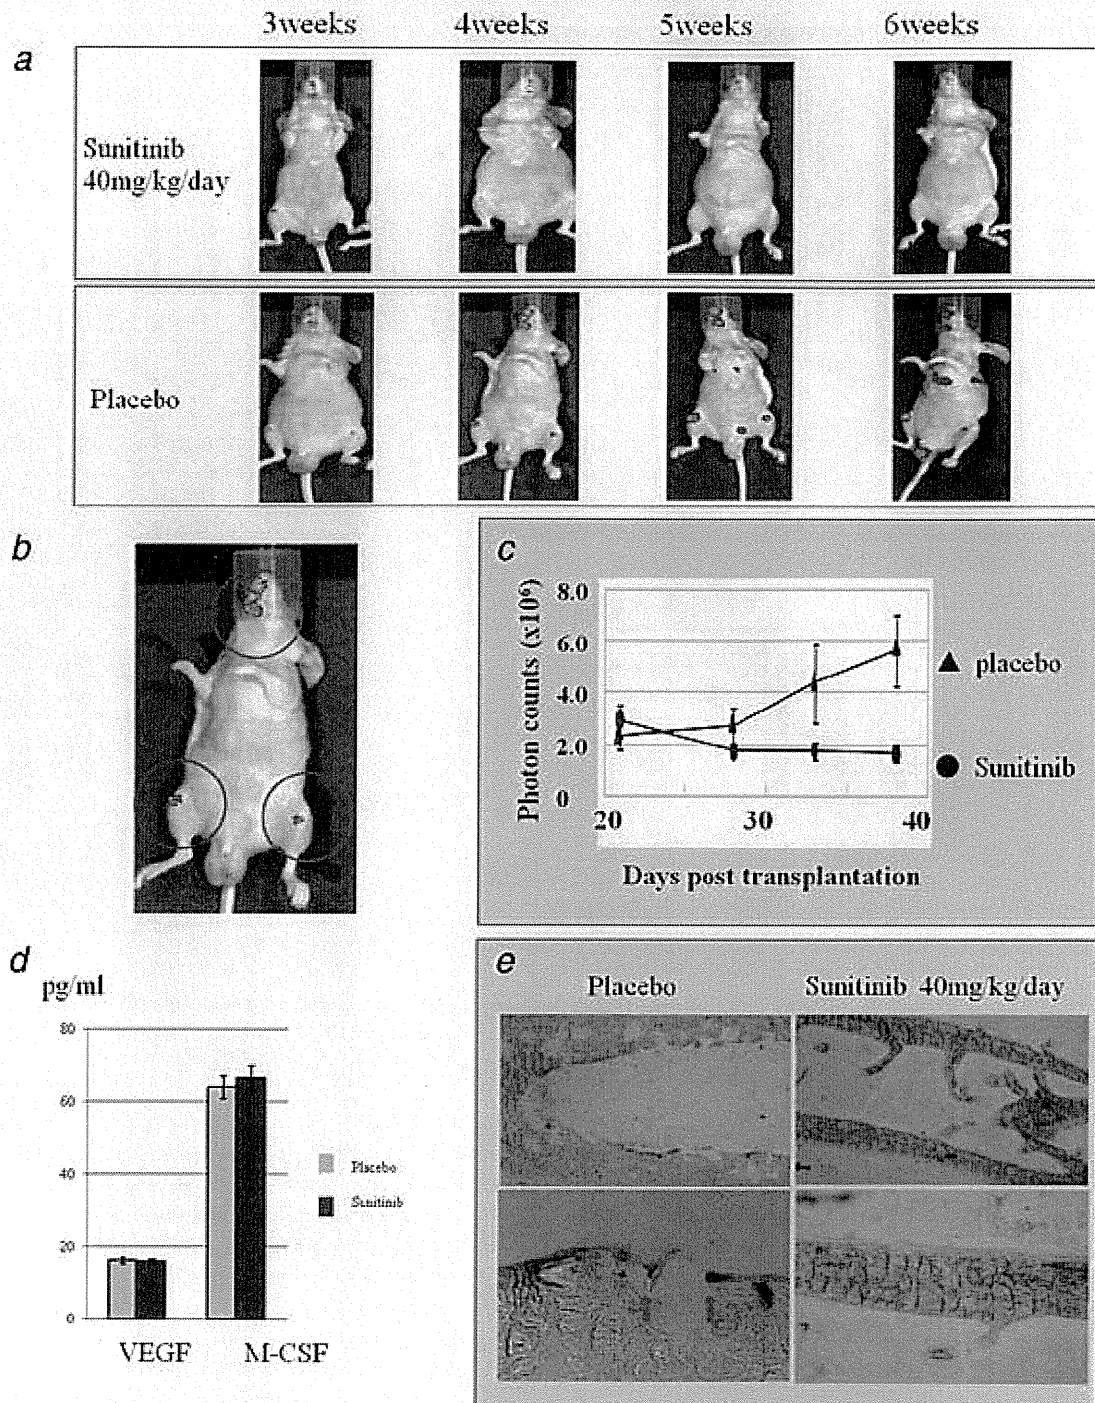 3weeks 4weeks 5weeks 6weeks
a
Sunitinib
40mg/kg/day
Placebo
b
c
Photon counts (x10⁶)
8.0
6.0
4.0
2.0
0
20 30 40
Days post transplantation
placebo
Sunitinib
d
pg/ml
80
60
40
20
0
Placebo
Sunitinib
VEGF M-CSF
e
Placebo Sunitinib 40mg/kg/day